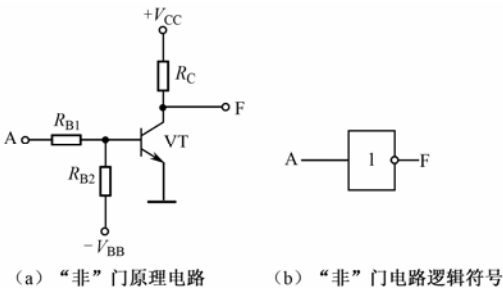 +V_CC
R_C
F
R_B1
A
VT
R_B2
−V_BB
A
1
F
（a）“非”门原理电路
（b）“非”门电路逻辑符号